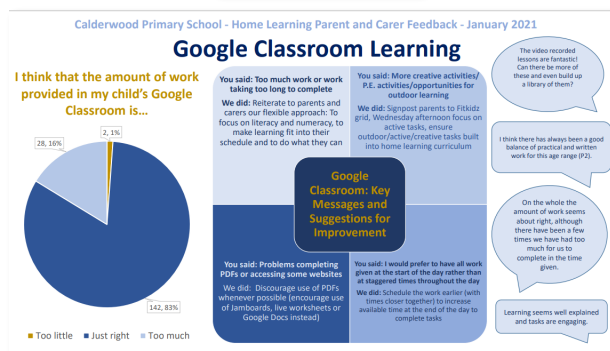 Calderwood Primary School - Home Learning Parent and Carer Feedback - January 2021
Google Classroom Learning
I think that the amount of work
provided in my child's Google
Classroom is...
2, 1%
28, 16%
142, 83%
Too little
Just right
Too much
You said: Too much work or work
taking too long to complete
We did: Reiterate to parents and
carers our flexible approach: To
focus on literacy and numeracy, to
make learning fit into their
schedule and to do what they can
You said: More creative activities/
P.E. activities/opportunities for
outdoor learning
We did: Signpost parents to Fitkidz
grid, Wednesday afternoon focus on
active tasks, ensure
outdoor/active/creative tasks built
into home learning curriculum
Google
Classroom: Key
Messages and
Suggestions for
Improvement
You said: Problems completing
PDFs or accessing some websites
We did: Discourage use of PDFs
whenever possible (encourage use
of Jamboards, live worksheets or
Google Docs instead)
You said: I would prefer to have all work
given at the start of the day rather than
at staggered times throughout the day
We did: Schedule the work earlier (with
times closer together) to increase
available time at the end of the day to
complete tasks
The video recorded
lessons are fantastic!
Can there be more of
these and even build up
a library of them?
I think there has always been a good
balance of practical and written
work for this age range (P2).
On the whole the
amount of work seems
about right, although
there have been a few
times we have had too
much for us to
complete in the time
given.
Learning seems well explained
and tasks are engaging.